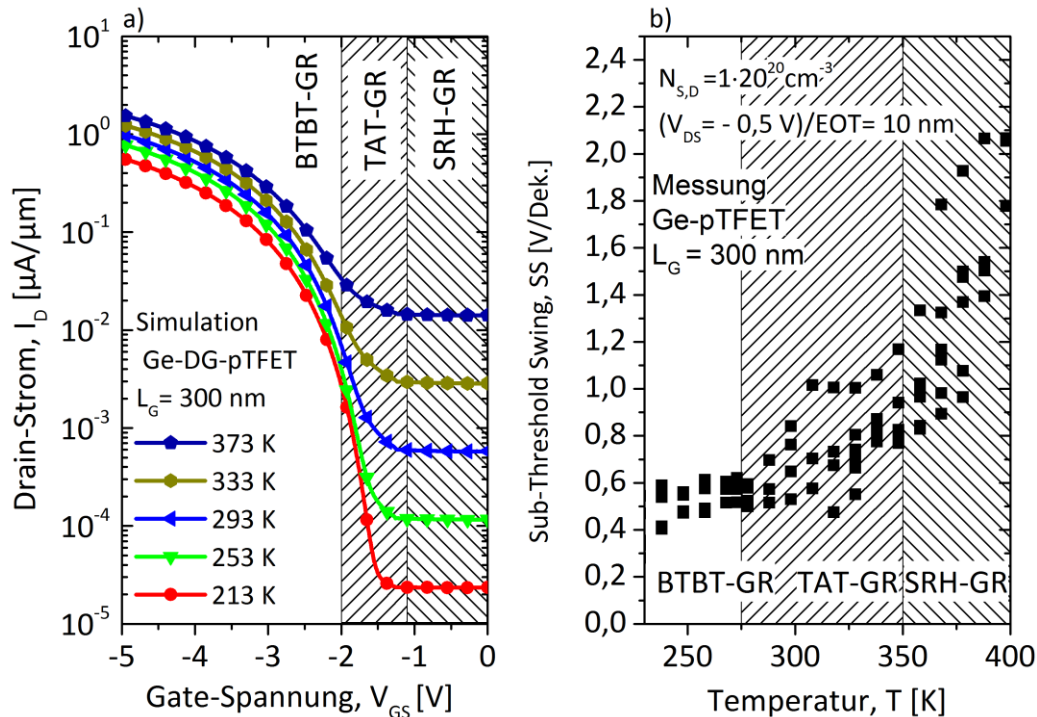 a)
10¹
10⁰
10⁻¹
10⁻²
10⁻³
10⁻⁴
10⁻⁵
Drain-Strom, I_D [µA/µm]
BTBT-GR
TAT-GR
SRH-GR
Simulation
Ge-DG-pTFET
L_G= 300 nm
373 K
333 K
293 K
253 K
213 K
-5 -4 -3 -2 -1 0
Gate-Spannung, V_GS [V]
b)
2,4
2,2
2,0
1,8
1,6
1,4
1,2
1,0
0,8
0,6
0,4
0,2
0,0
Sub-Threshold Swing, SS [V/Dek.]
N_S,D =1·20²⁰cm⁻³
(V_DS= - 0,5 V)/EOT= 10 nm
Messung
Ge-pTFET
L_G = 300 nm
BTBT-GR TAT-GR SRH-GR
250 300 350 400
Temperatur, T [K]